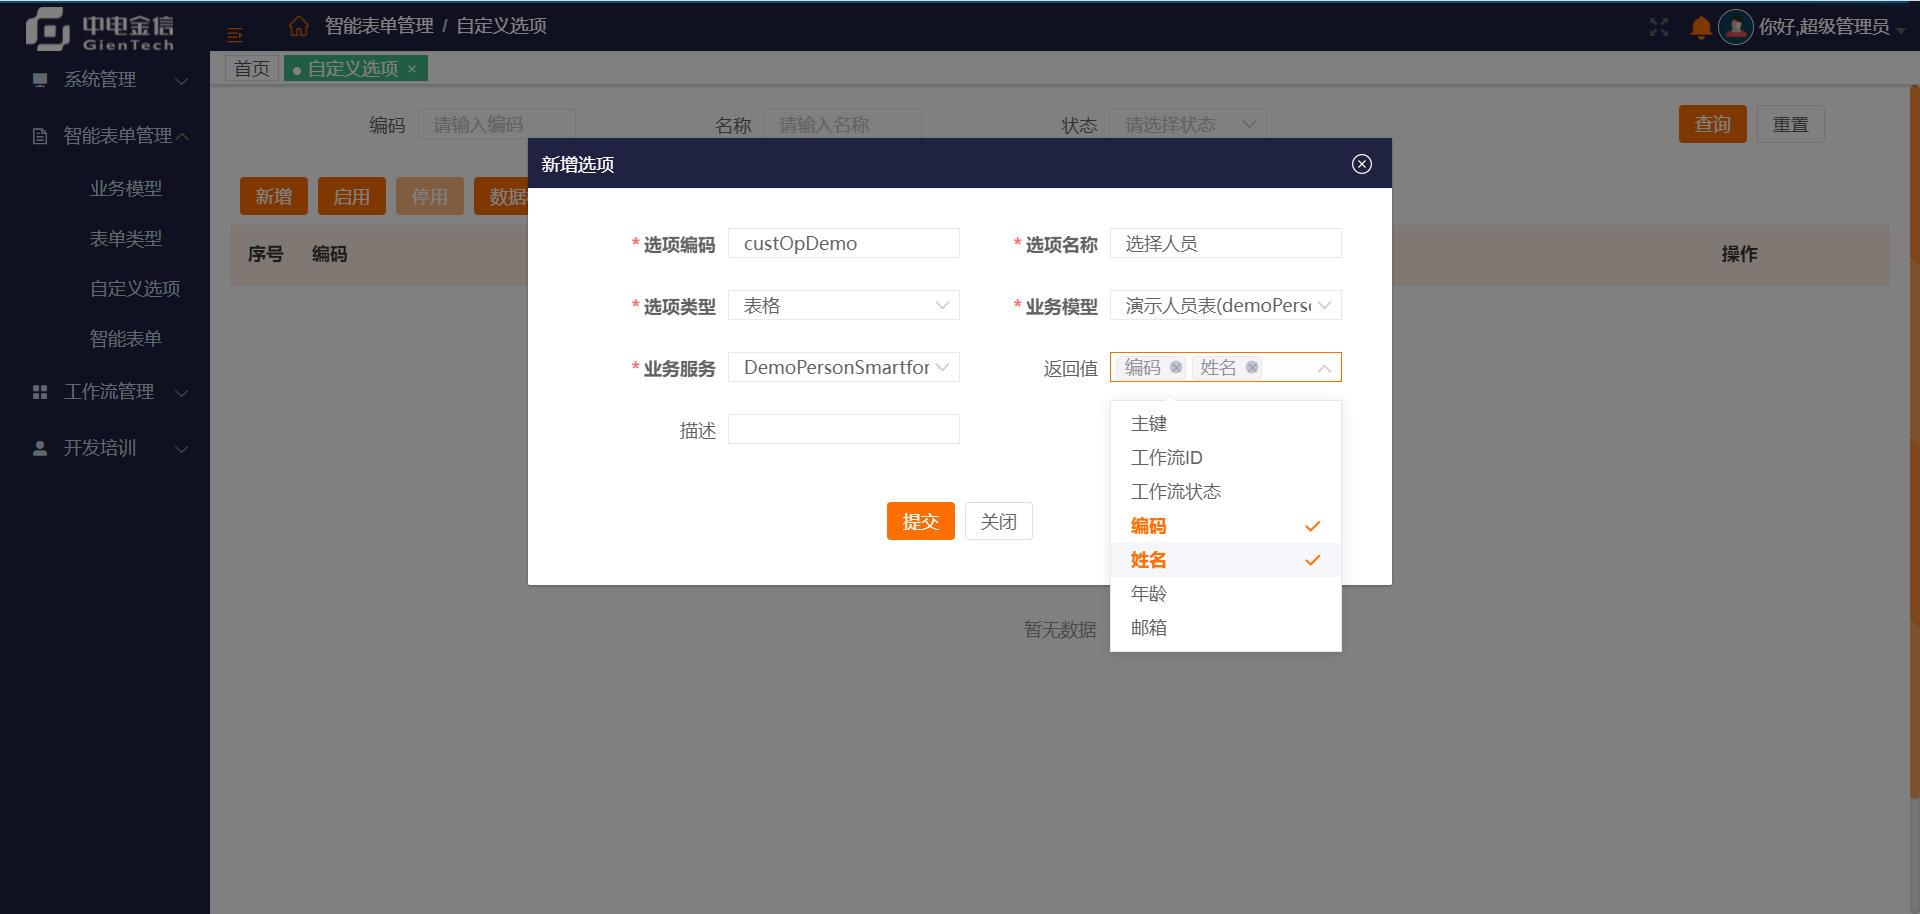 中电金信
GienTech
智能表单管理 / 自定义选项
你好,超级管理员
首页
自定义选项 ×
系统管理
智能表单管理
业务模型
表单类型
自定义选项
智能表单
工作流管理
开发培训
编码 请输入编码 名称 请输入名称 状态 请选择状态 查询 重置
新增 启用 停用 数据
序号 编码 操作
新增选项
* 选项编码 custOpDemo * 选项名称 选择人员
* 选项类型 表格 * 业务模型 演示人员表(demoPers
* 业务服务 DemoPersonSmartfor 返回值 编码 姓名
描述
提交 关闭
主键
工作流ID
工作流状态
编码
姓名
年龄
邮箱
暂无数据